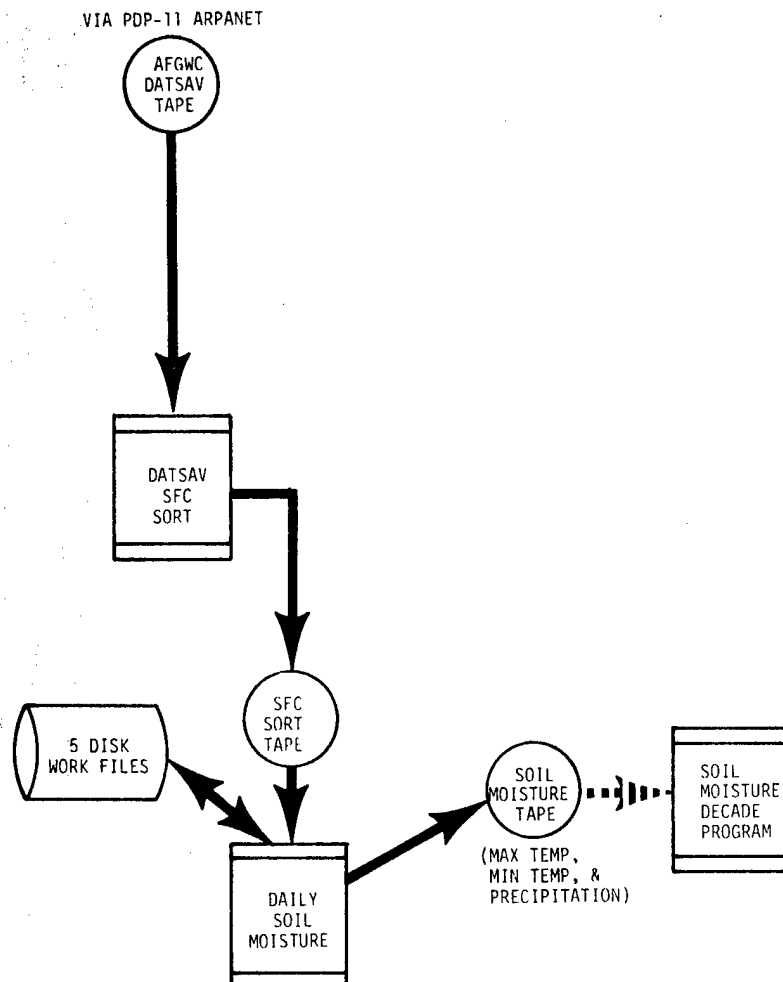 VIA PDP-11 ARPANET
AFGWC
DATSAV
TAPE
DATSAV
SFC
SORT
SFC
SORT
TAPE
5 DISK
WORK FILES
DAILY
SOIL
MOISTURE
SOIL
MOISTURE
TAPE
(MAX TEMP,
MIN TEMP, &
PRECIPITATION)
SOIL
MOISTURE
DECADE
PROGRAM